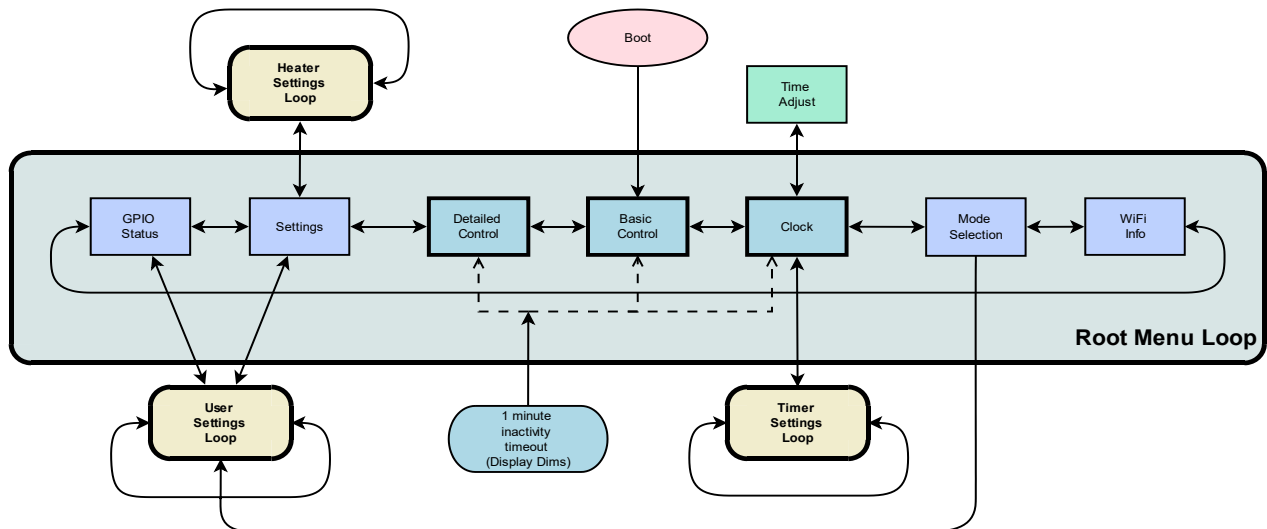 Boot
Heater
Settings
Loop
Time
Adjust
GPIO
Status
Settings
Detailed
Control
Basic
Control
Clock
Mode
Selection
WiFi
Info
Root Menu Loop
User
Settings
Loop
1 minute
inactivity
timeout
(Display Dims)
Timer
Settings
Loop